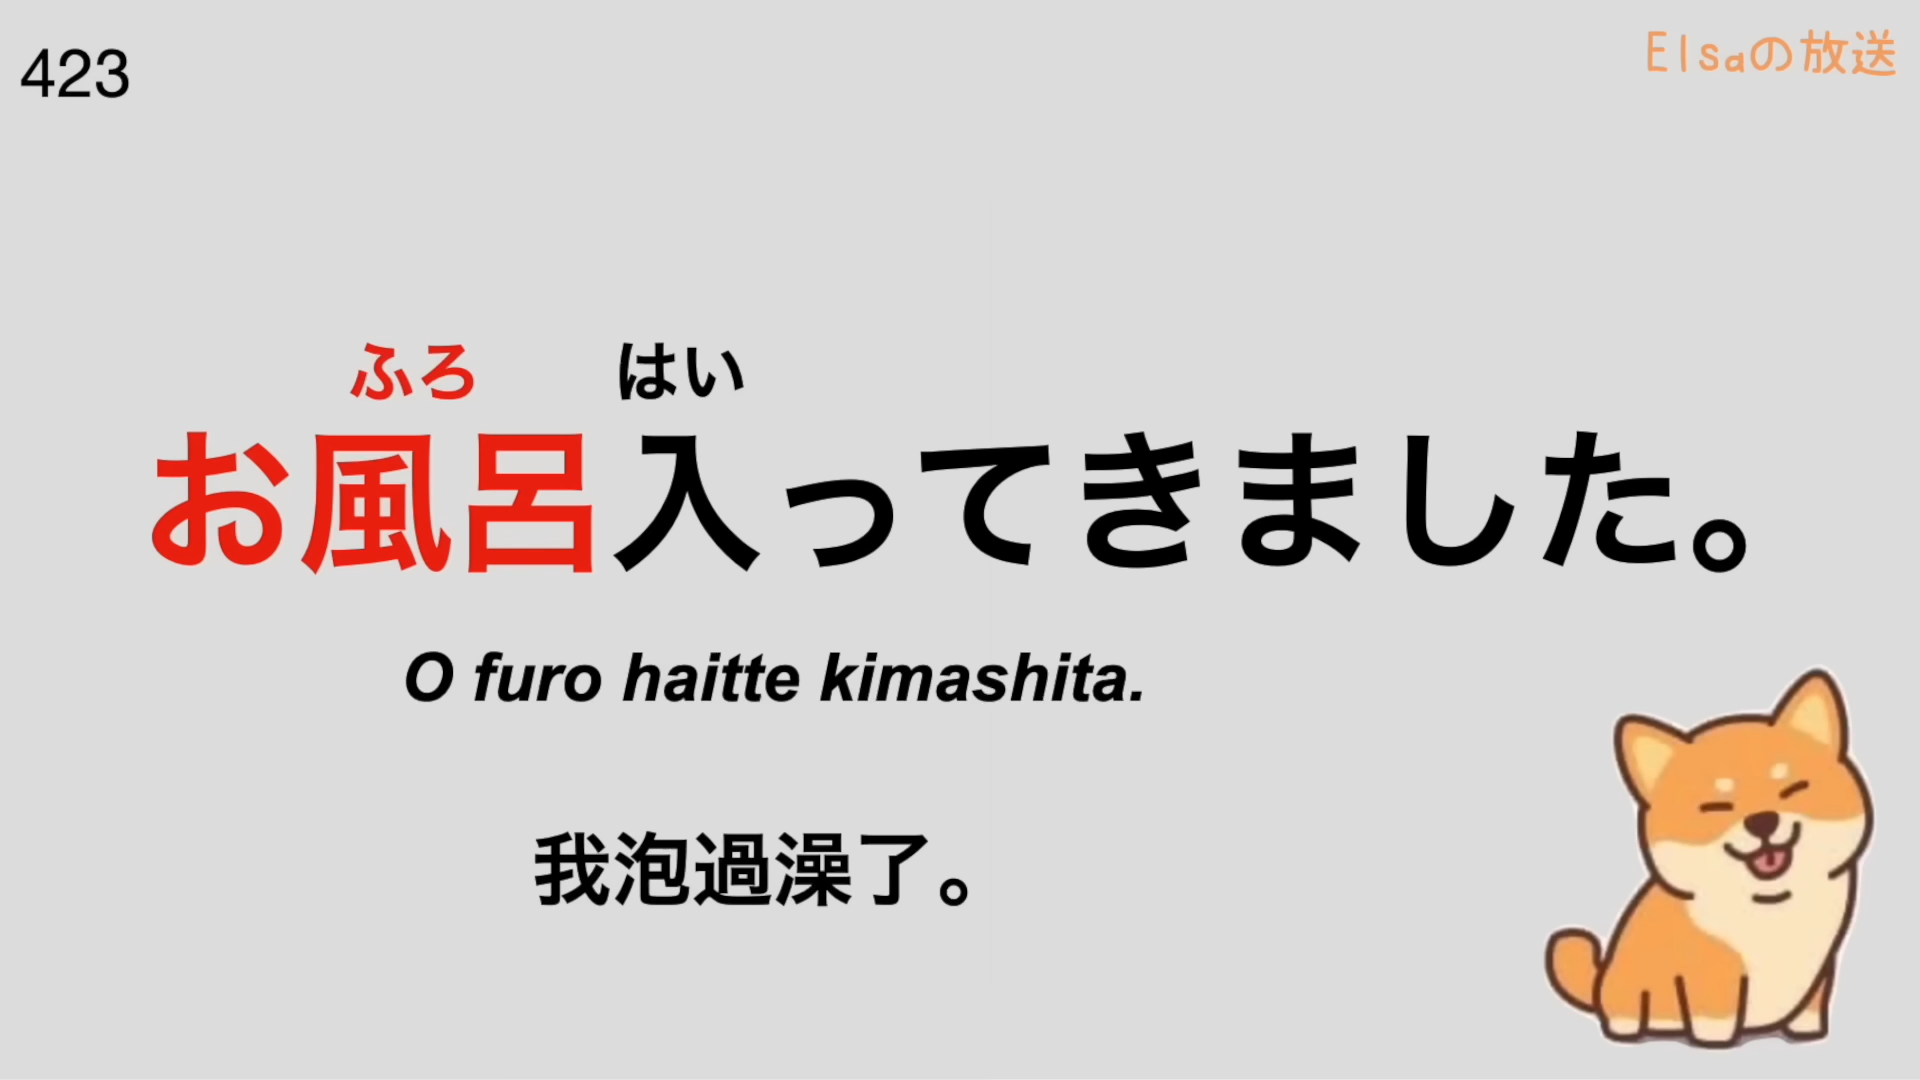 423
Elsaの放送
ふろ はい
お風呂入ってきました。
O furo haitte kimashita.
我泡過澡了。